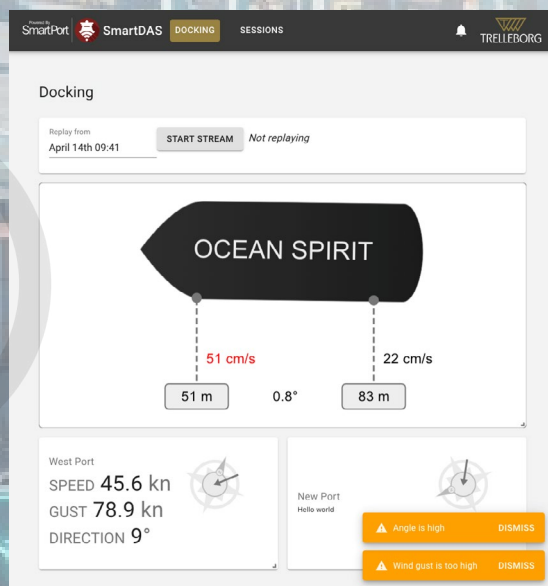 Powered By
SmartPort SmartDAS DOCKING SESSIONS
TRELLEBORG
Docking
Replay from
April 14th 09:41
START STREAM Not replaying
OCEAN SPIRIT
51 cm/s 22 cm/s
51 m 0.8° 83 m
West Port
SPEED 45.6 kn
GUST 78.9 kn
DIRECTION 9°
New Port
Hello world
Angle is high DISMISS
Wind gust is too high DISMISS